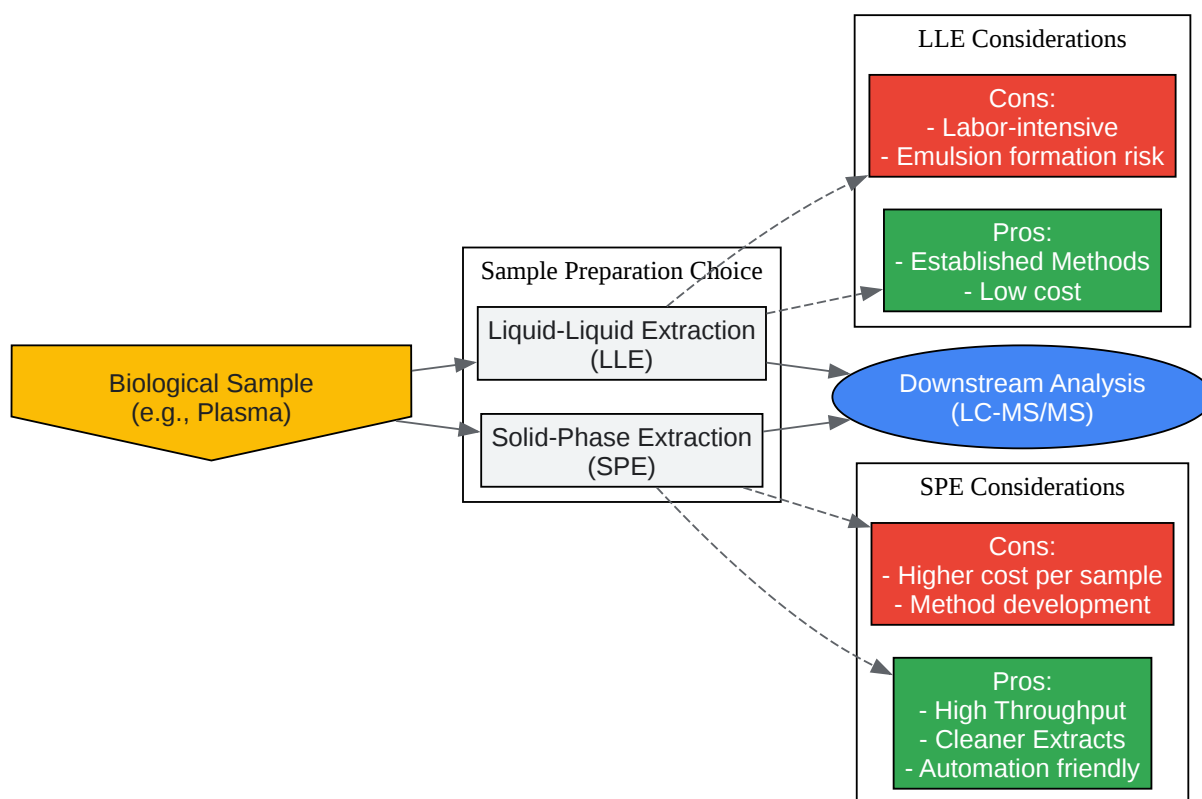 LLE Considerations
Cons:
- Labor-intensive
- Emulsion formation risk
Pros:
- Established Methods
- Low cost
Sample Preparation Choice
Liquid-Liquid Extraction
(LLE)
Biological Sample
(e.g., Plasma)
Solid-Phase Extraction
(SPE)
Downstream Analysis
(LC-MS/MS)
SPE Considerations
Cons:
- Higher cost per sample
- Method development
Pros:
- High Throughput
- Cleaner Extracts
- Automation friendly